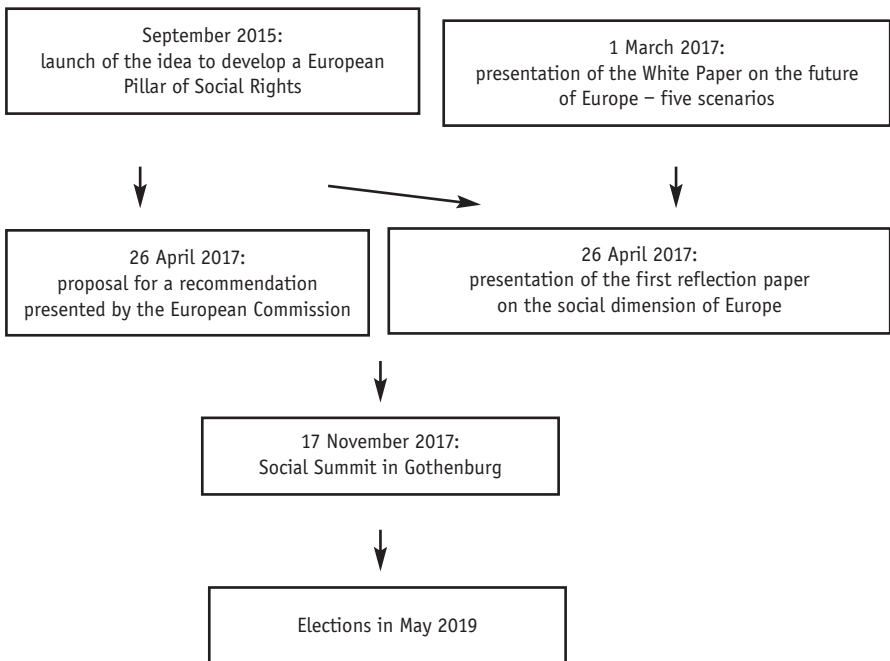 September 2015:
launch of the idea to develop a European
Pillar of Social Rights
1 March 2017:
presentation of the White Paper on the future
of Europe – five scenarios
26 April 2017:
proposal for a recommendation
presented by the European Commission
26 April 2017:
presentation of the first reflection paper
on the social dimension of Europe
17 November 2017:
Social Summit in Gothenburg
Elections in May 2019